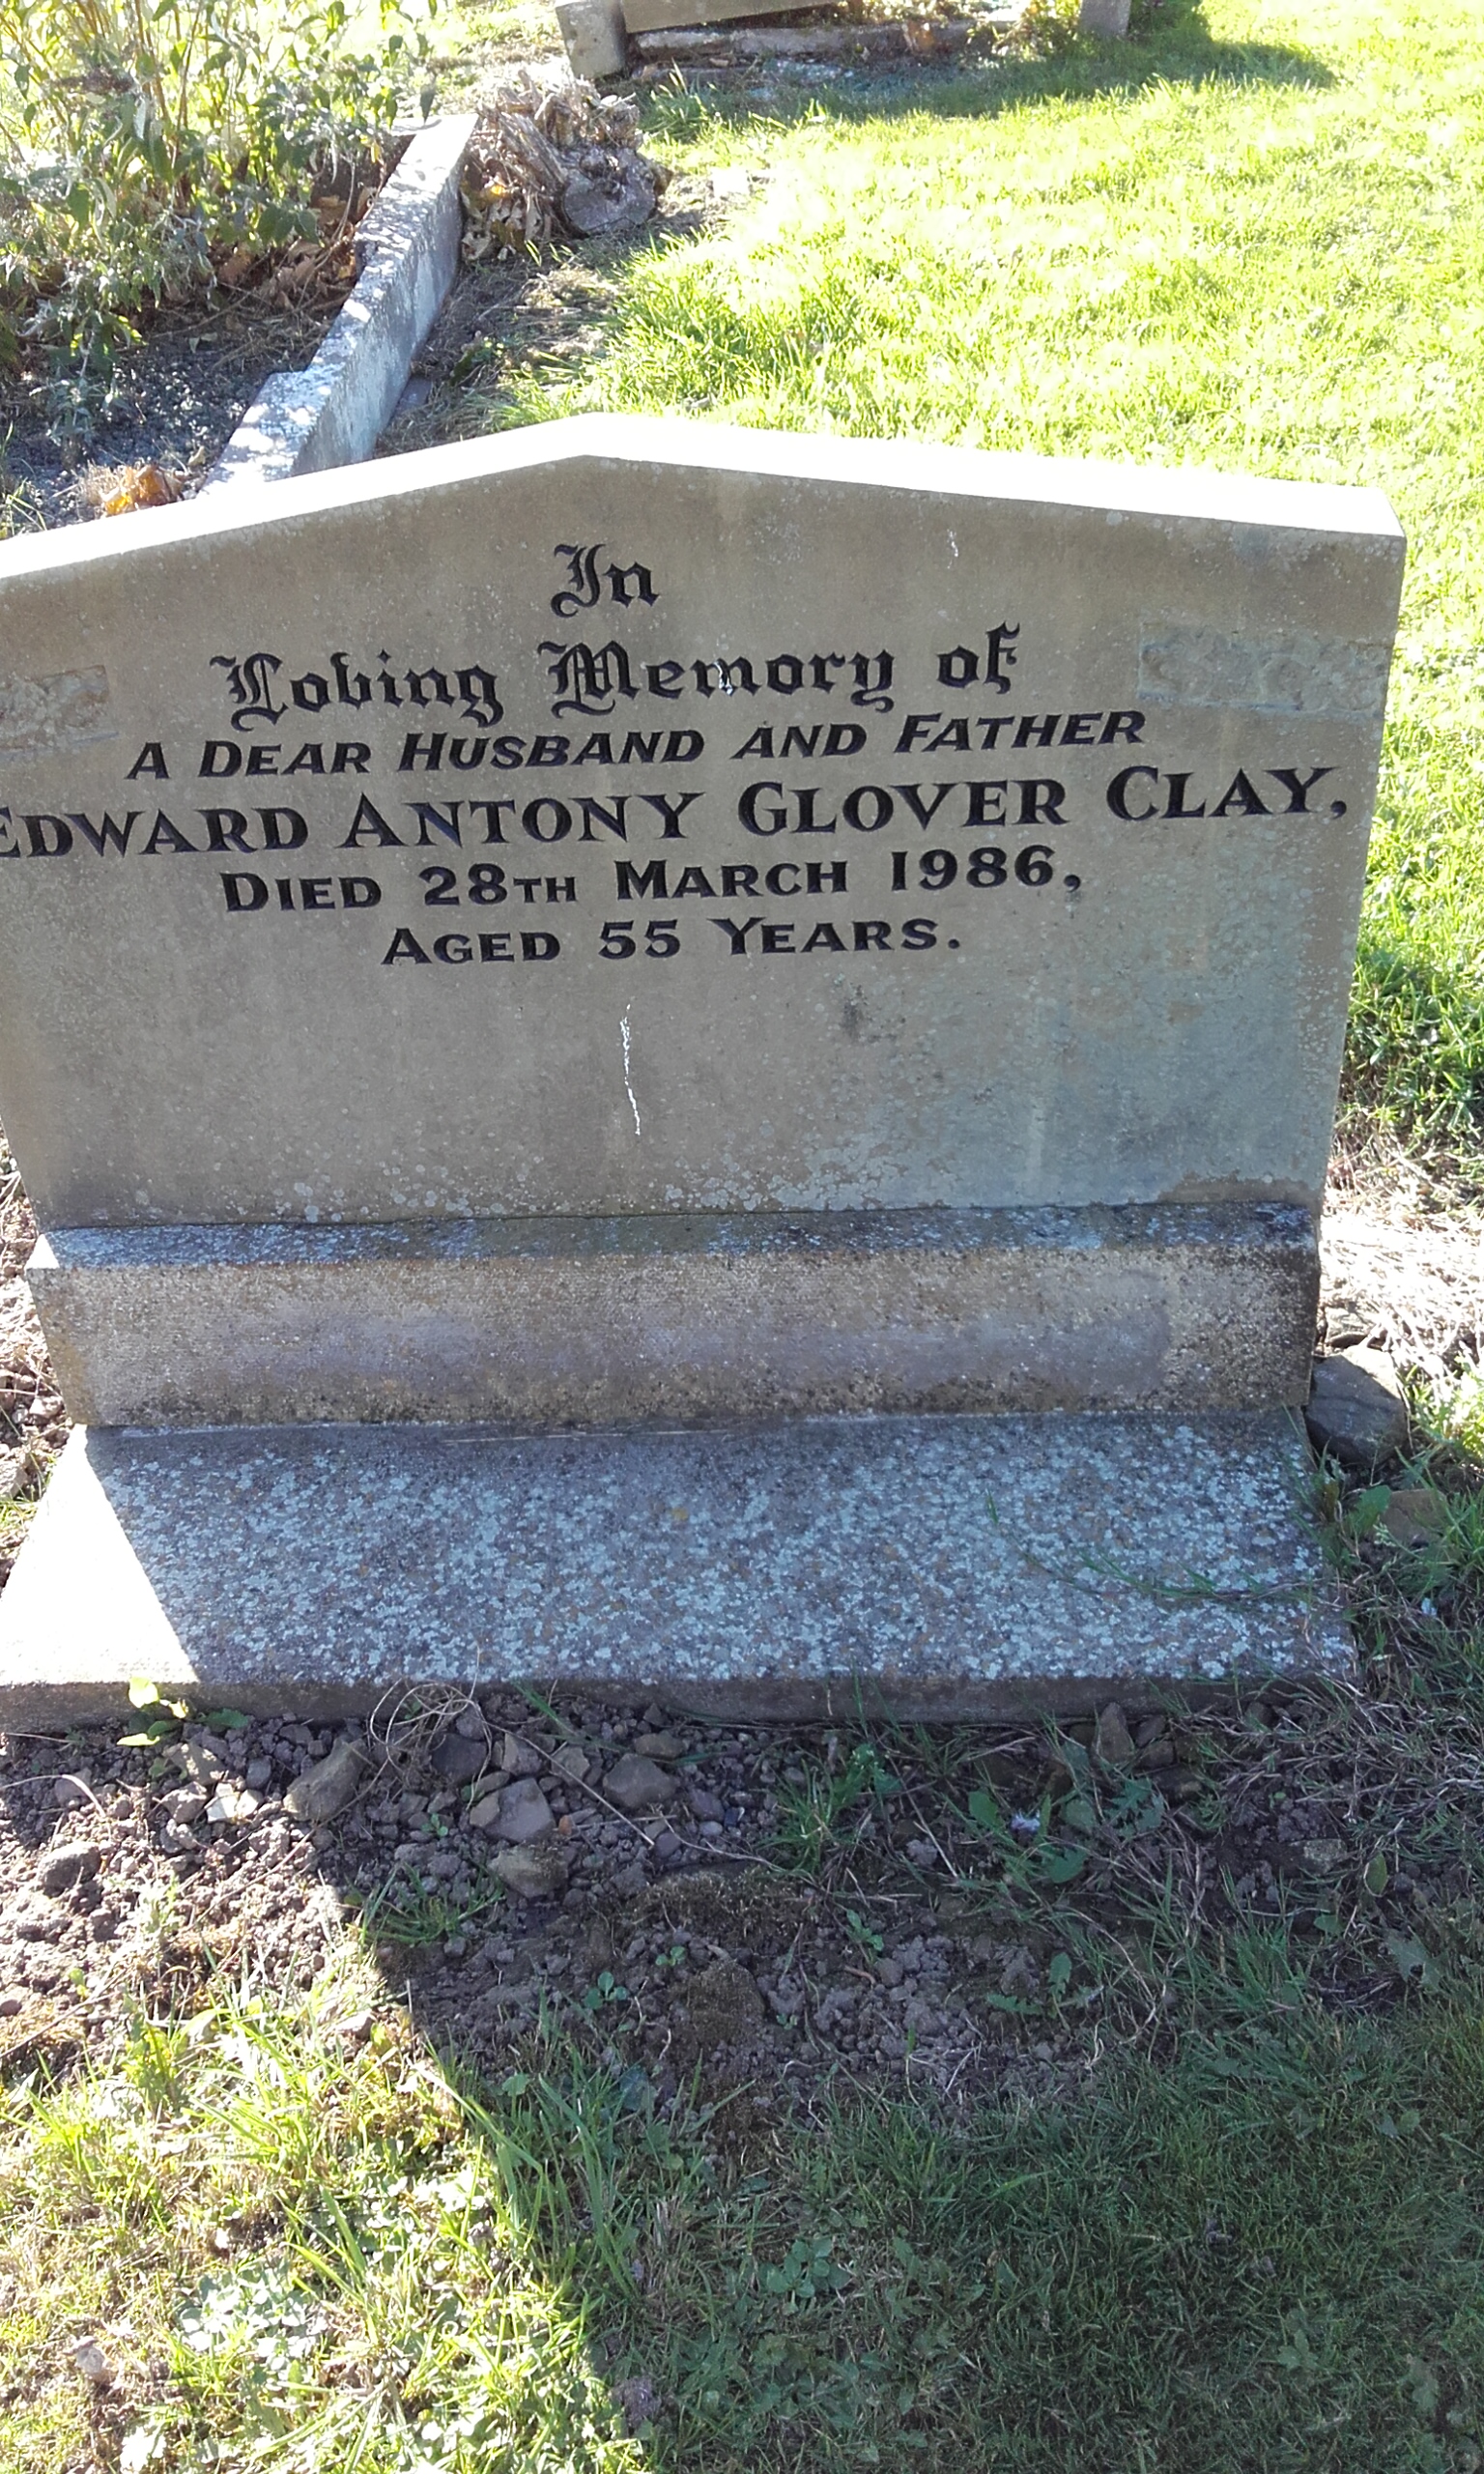 In
Loving Memory of
A DEAR HUSBAND AND FATHER
EDWARD ANTONY GLOVER CLAY,
DIED 28TH MARCH 1986,
AGED 55 YEARS.